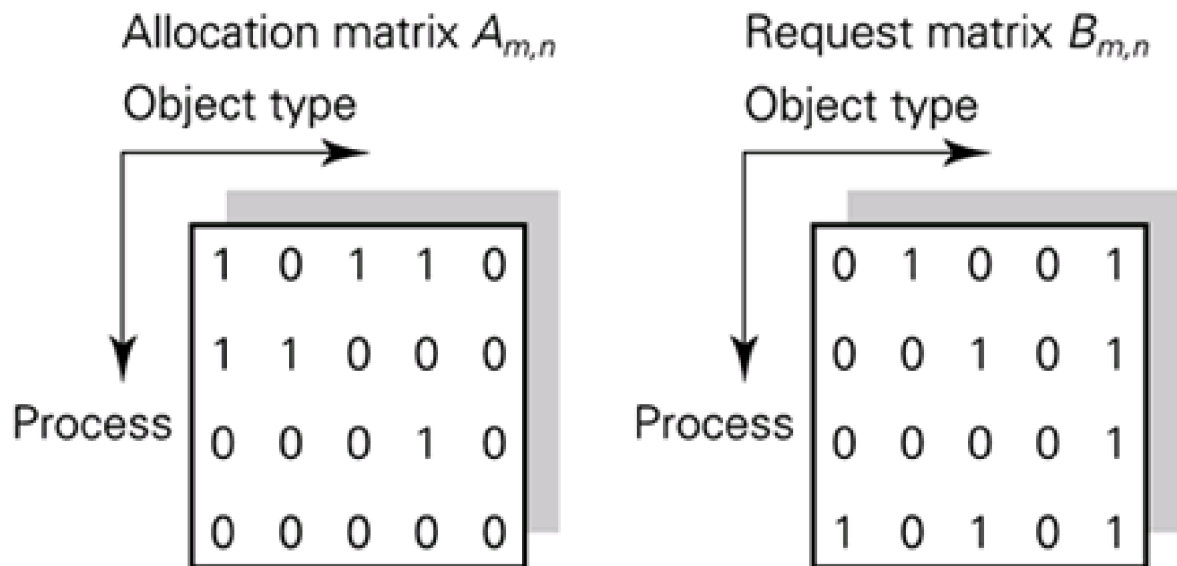 Allocation matrix Am,n
Object type
Process
1 0 1 1 0
1 1 0 0 0
0 0 0 1 0
0 0 0 0 0
Request matrix Bm,n
Object type
Process
0 1 0 0 1
0 0 1 0 1
0 0 0 0 1
1 0 1 0 1